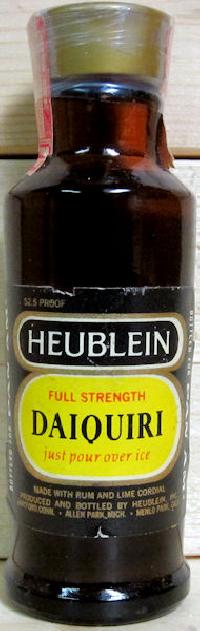 52.5 PROOF
HEUBLEIN
FULL STRENGTH
DAIQUIRI
just pour over ice
MADE WITH RUM AND LIME CORDIAL
PRODUCED AND BOTTLED BY HEUBLEIN, INC.
HARTFORD, CONN. • ALLEN PARK, MICH. • MENLO PARK, CAL.